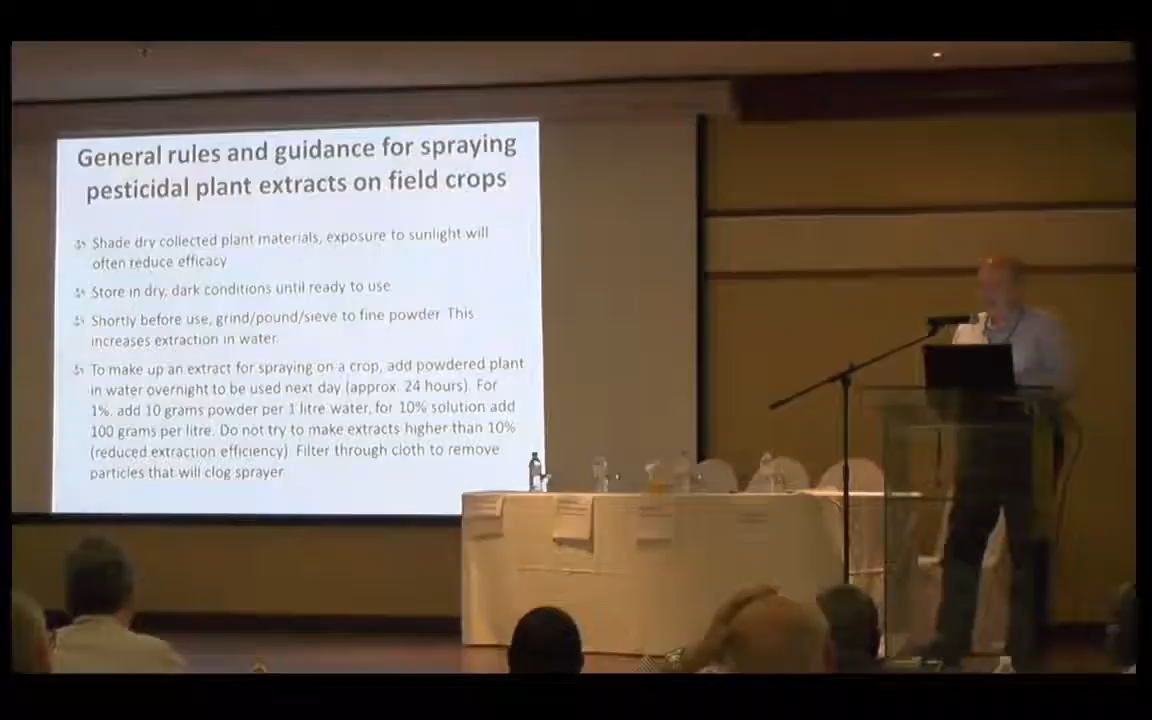 General rules and guidance for spraying
pesticidal plant extracts on field crops
Shade dry collected plant materials, exposure to sunlight will
often reduce efficacy
Store in dry, dark conditions until ready to use
Shortly before use, grind/pound/sieve to fine powder. This
increases extraction in water.
To make up an extract for spraying on a crop, add powdered plant
in water overnight to be used next day (approx. 24 hours). For
1%, add 10 grams powder per 1 litre water, for 10% solution add
100 grams per litre. Do not try to make extracts higher than 10%
(reduced extraction efficiency). Filter through cloth to remove
particles that will clog sprayer